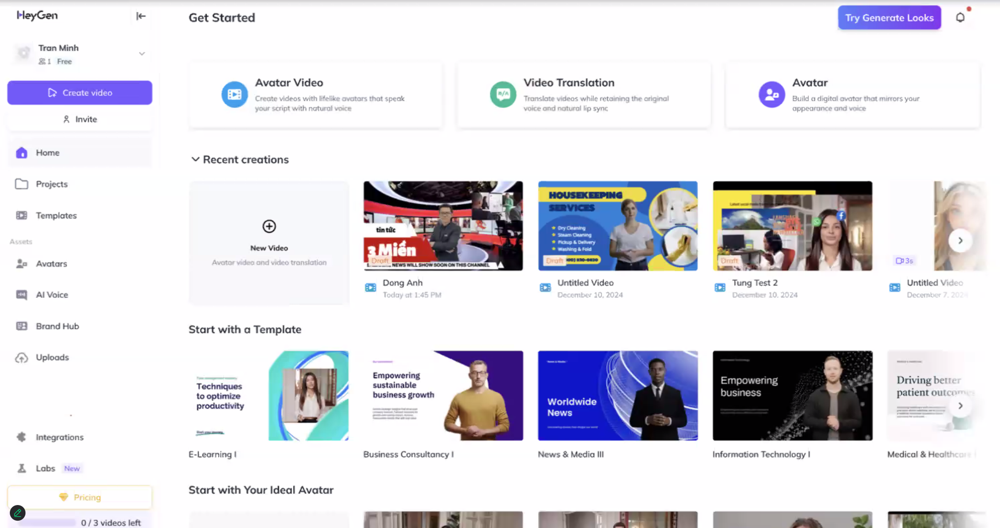 HeyGen
Get Started
Try Generate Looks
Tran Minh
1 Free
Create video
Invite
Home
Projects
Templates
Assets
Avatars
AI Voice
Brand Hub
Uploads
Integrations
Labs New
Pricing
0 / 3 videos left
Avatar Video
Create videos with lifelike avatars that speak
your script with natural voice
Video Translation
Translate videos while retaining the original
voice and natural lip sync
Avatar
Build a digital avatar that mirrors your
appearance and voice
Recent creations
New Video
Avatar video and video translation
tin tức
3 Miền
Draft
NEWS WILL SHOW SOON ON THIS CHANNEL
Dong Anh
Today at 1:45 PM
HOUSEKEEPING
SERVICES
Dry Cleaning
Steam Cleaning
Pickup & Delivery
Washing & Fold
Draft
Untitled Video
December 10, 2024
Draft
Tung Test 2
December 10, 2024
3s
Untitled Video
December 7, 2024
Start with a Template
Techniques
to optimize
productivity
Start your journey
E-Learning I
Empowering
sustainable
business growth
Business Consultancy I
News & Media
Worldwide
News
News & Media III
Information Technology
Empowering
business
Information Technology I
Driving better
patient outcomes
Medical & Healthcare I
Start with Your Ideal Avatar